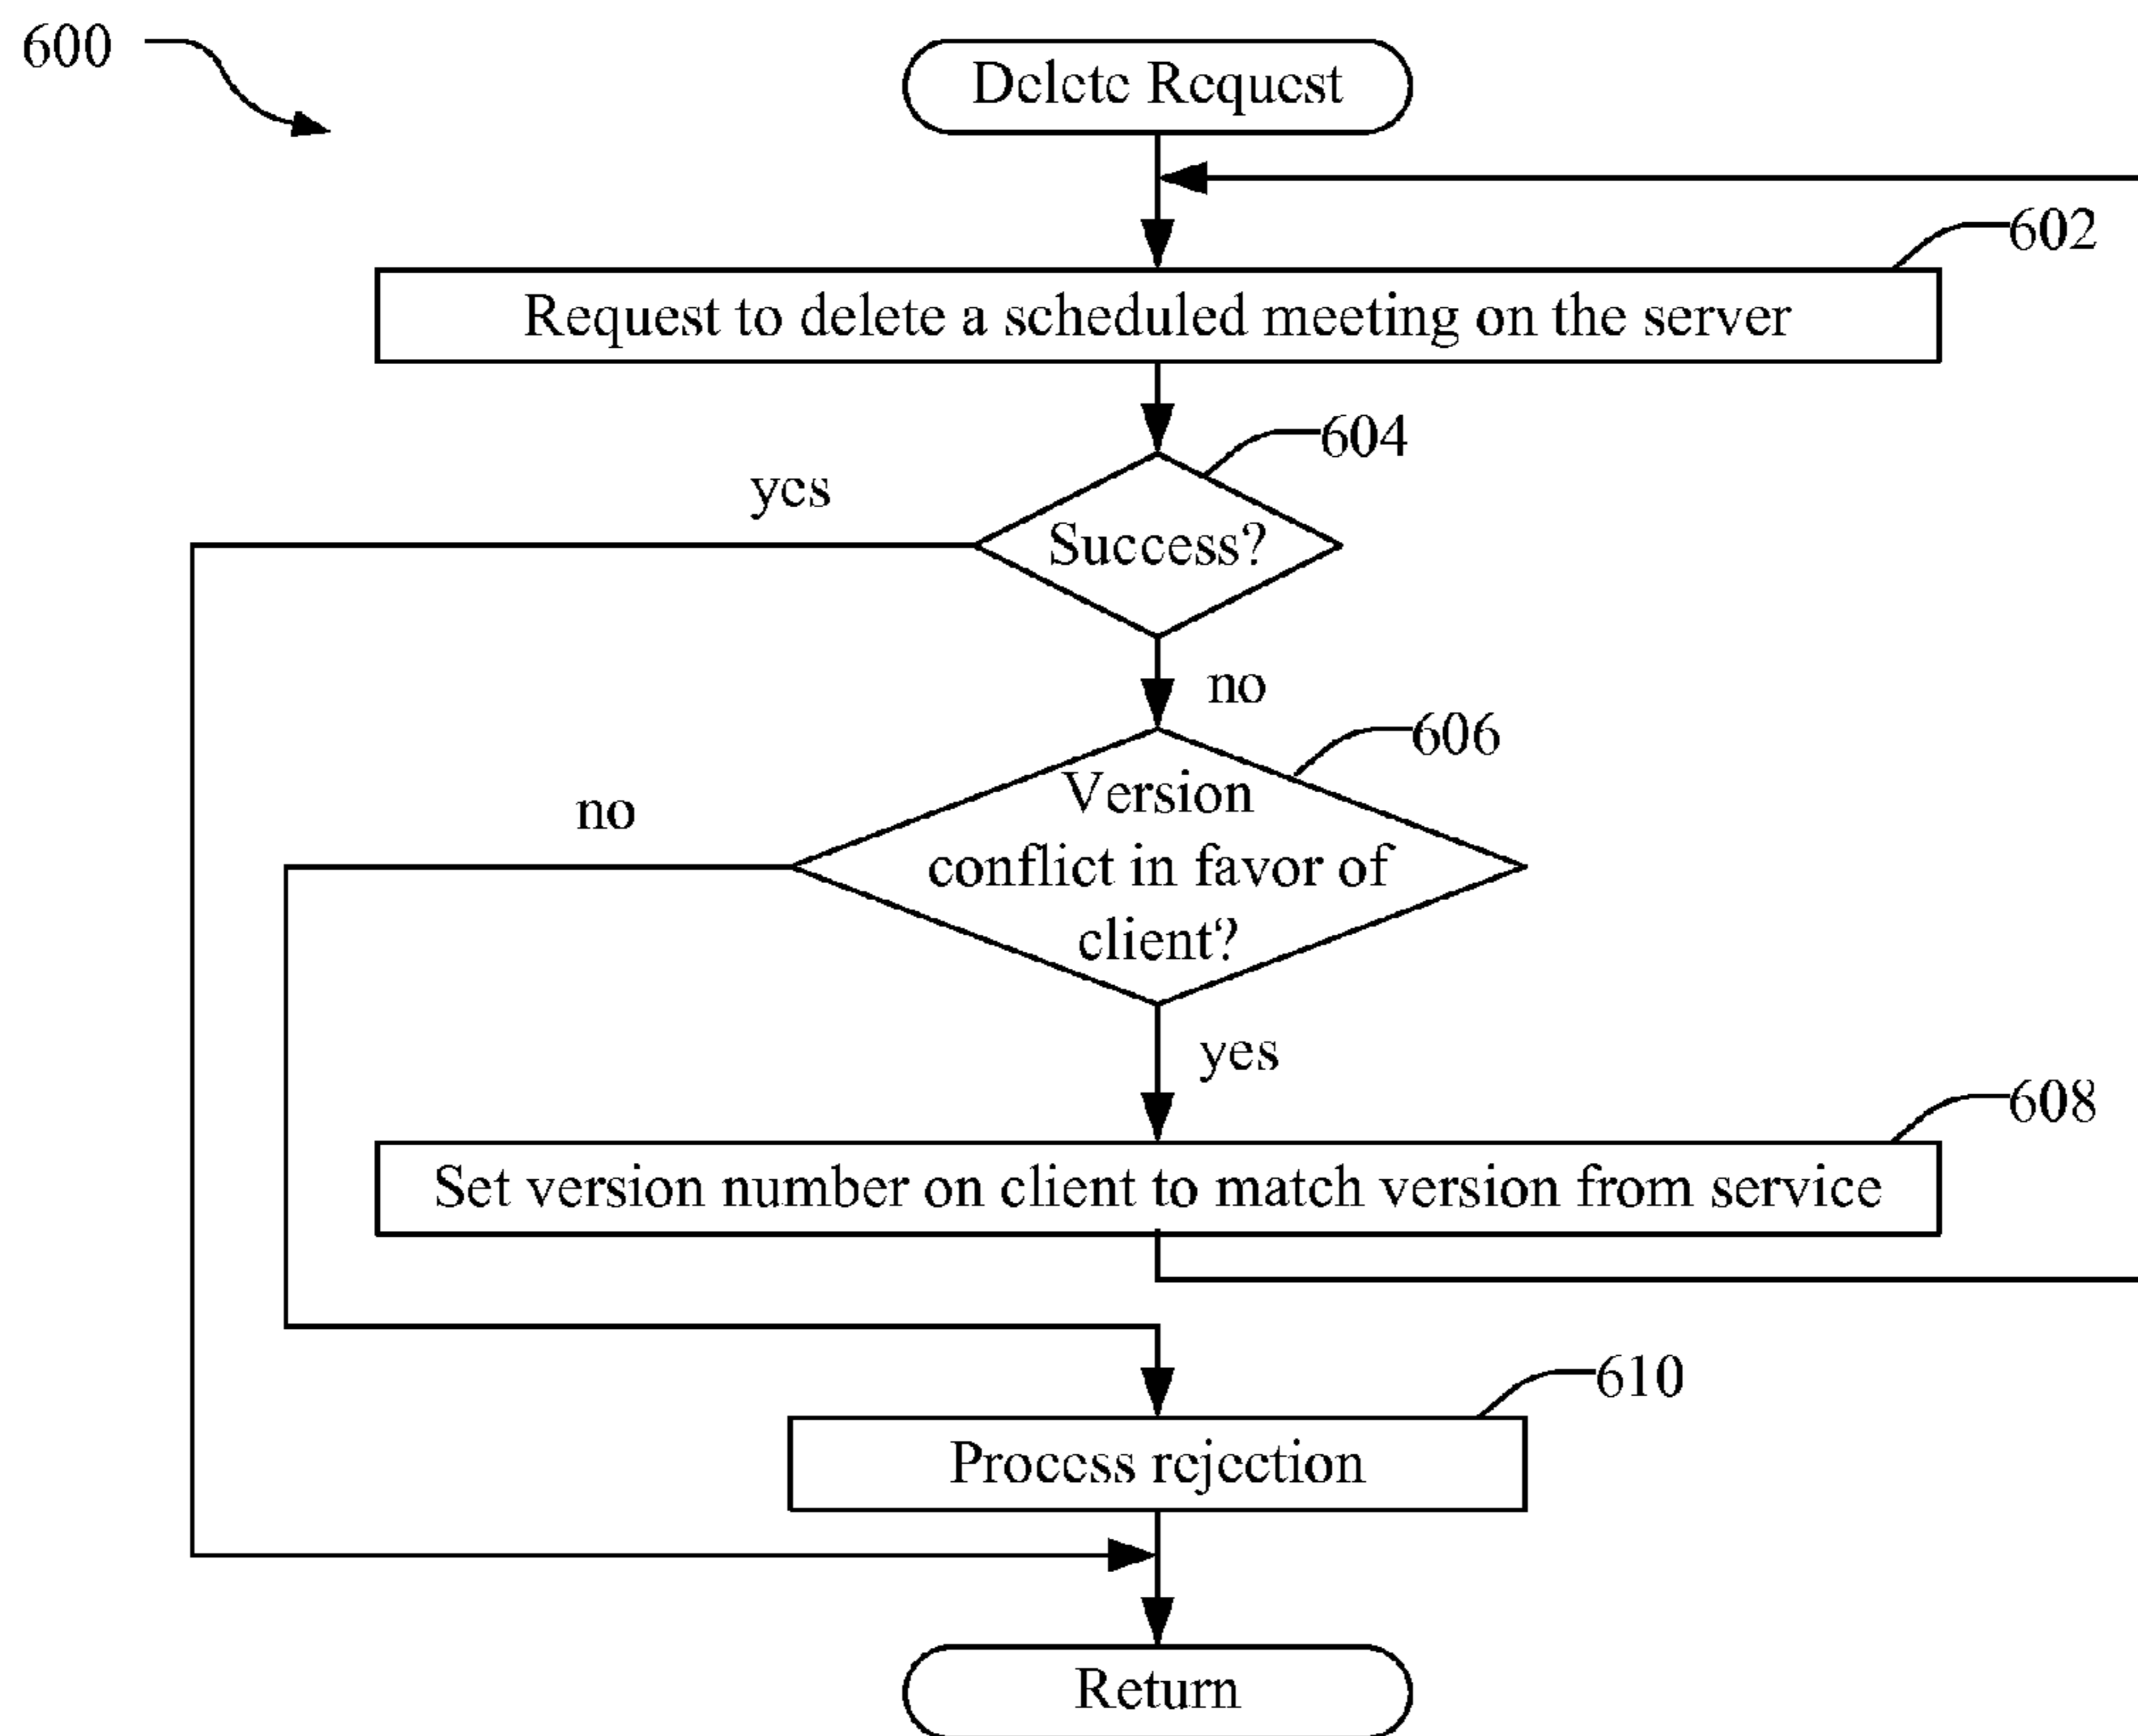 600
Delete Request
602
Request to delete a scheduled meeting on the server
604
yes
Success?
no
606
no
Version
conflict in favor of
client?
yes
608
Set version number on client to match version from service
610
Process rejection
Return